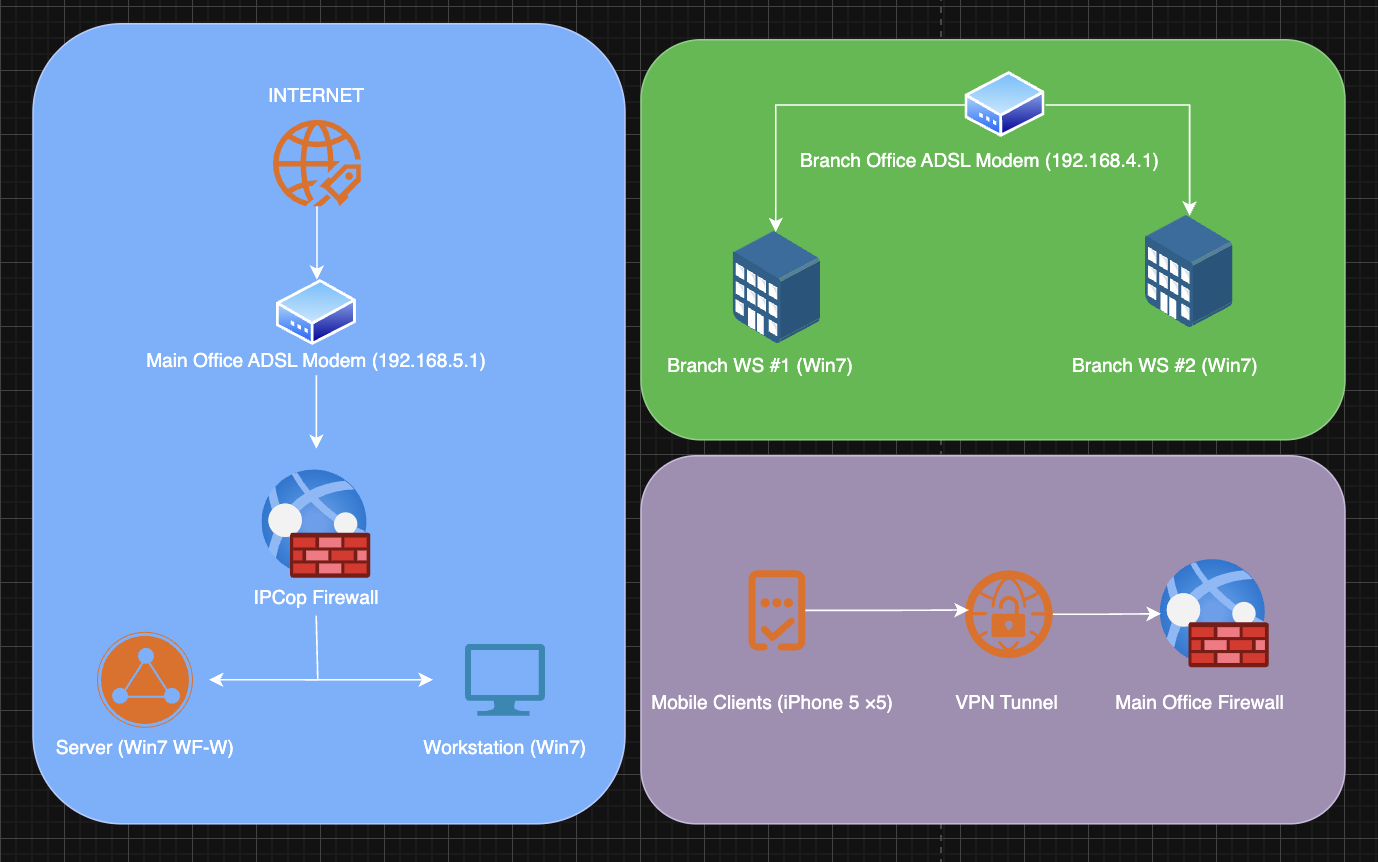 INTERNET
Main Office ADSL Modem (192.168.5.1)
IPCop Firewall
Server (Win7 WF-W)
Workstation (Win7)
Branch Office ADSL Modem (192.168.4.1)
Branch WS #1 (Win7)
Branch WS #2 (Win7)
Mobile Clients (iPhone 5 ×5)
VPN Tunnel
Main Office Firewall